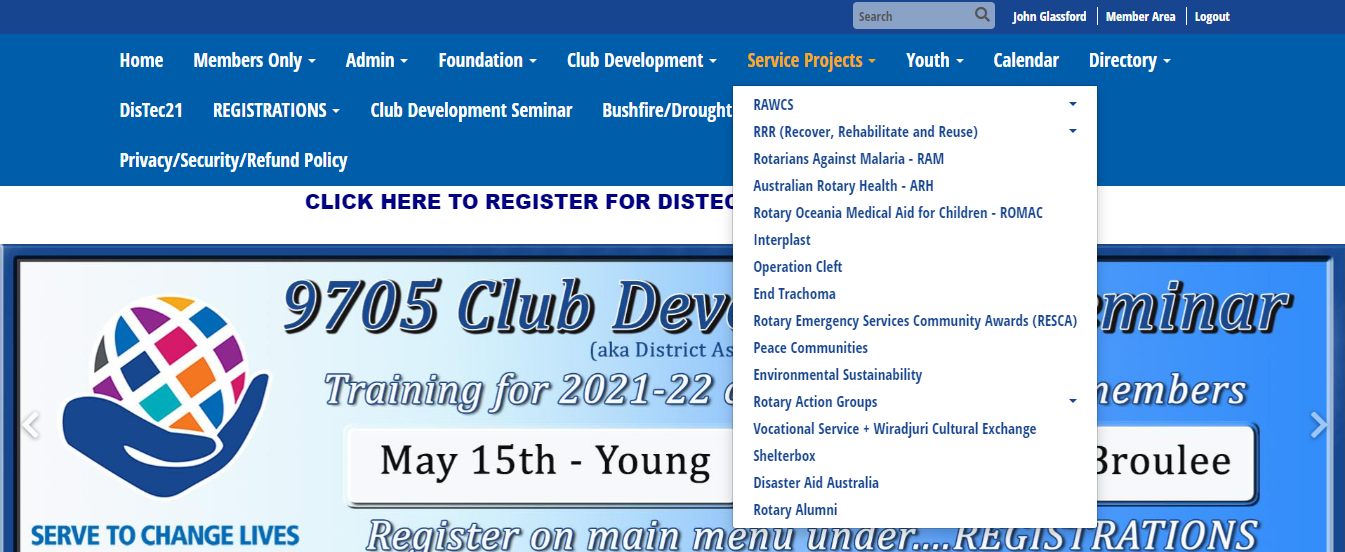 Search
John Glassford Member Area Logout
Home Members Only Admin Foundation Club Development Service Projects Youth Calendar Directory
DisTec21 REGISTRATIONS Club Development Seminar Bushfire/Drought
Privacy/Security/Refund Policy
RAWCS
RRR (Recover, Rehabilitate and Reuse)
Rotarians Against Malaria - RAM
Australian Rotary Health - ARH
Rotary Oceania Medical Aid for Children - ROMAC
Interplast
Operation Cleft
End Trachoma
Rotary Emergency Services Community Awards (RESCA)
Peace Communities
Environmental Sustainability
Rotary Action Groups
Vocational Service + Wiradjuri Cultural Exchange
Shelterbox
Disaster Aid Australia
Rotary Alumni
CLICK HERE TO REGISTER FOR DISTEC
9705 Club Deve eminar
(aka District As
Training for 2021-22 embers
May 15th - Young Broulee
Register on main menu under....REGISTRATIONS
SERVE TO CHANGE LIVES